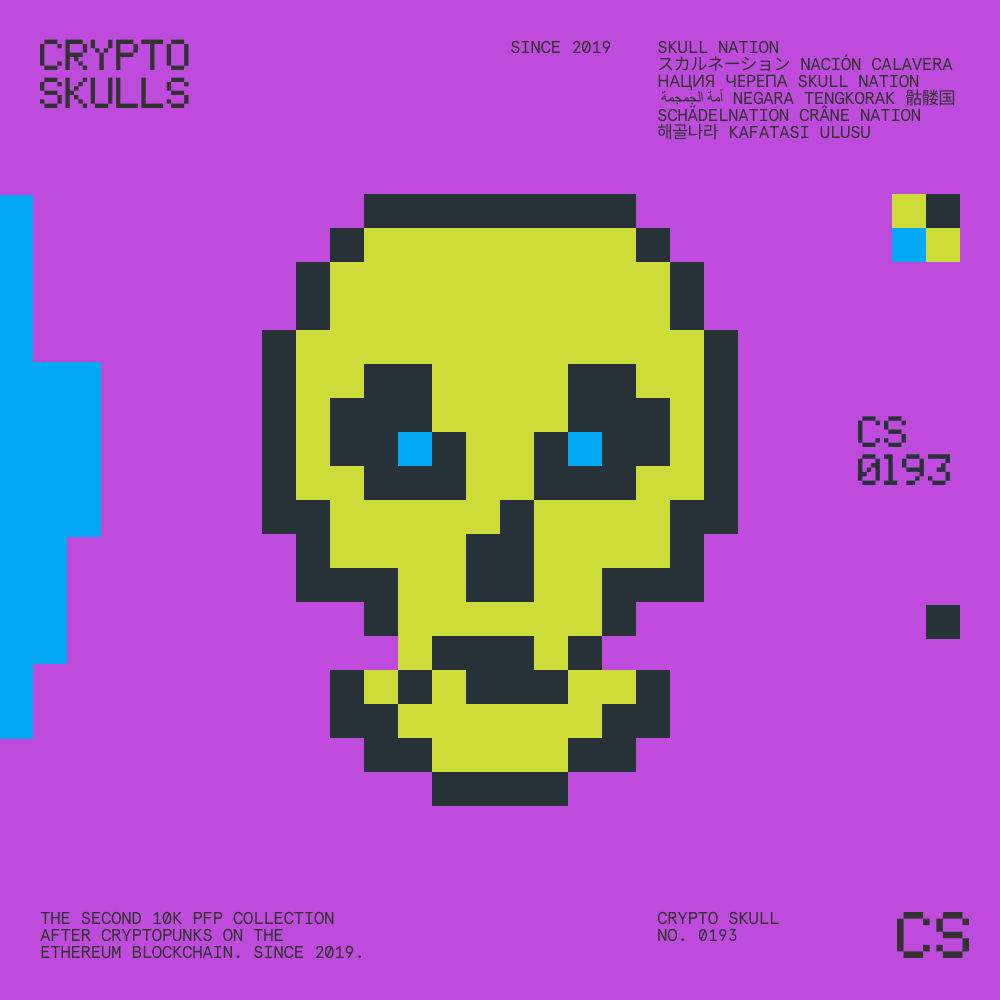 CRYPTO
SKULLS
SINCE 2019
SKULL NATION
スカルネーション NACIÓN CALAVERA
НАЦИЯ ЧЕРЕПА SKULL NATION
أمة الجمجمة NEGARA TENGKORAK 骷髅国
SCHÄDELNATION CRÂNE NATION
해골나라 KAFATASI ULUSU
CS
0193
THE SECOND 10K PFP COLLECTION
AFTER CRYPTOPUNKS ON THE
ETHEREUM BLOCKCHAIN. SINCE 2019.
CRYPTO SKULL
NO. 0193
CS